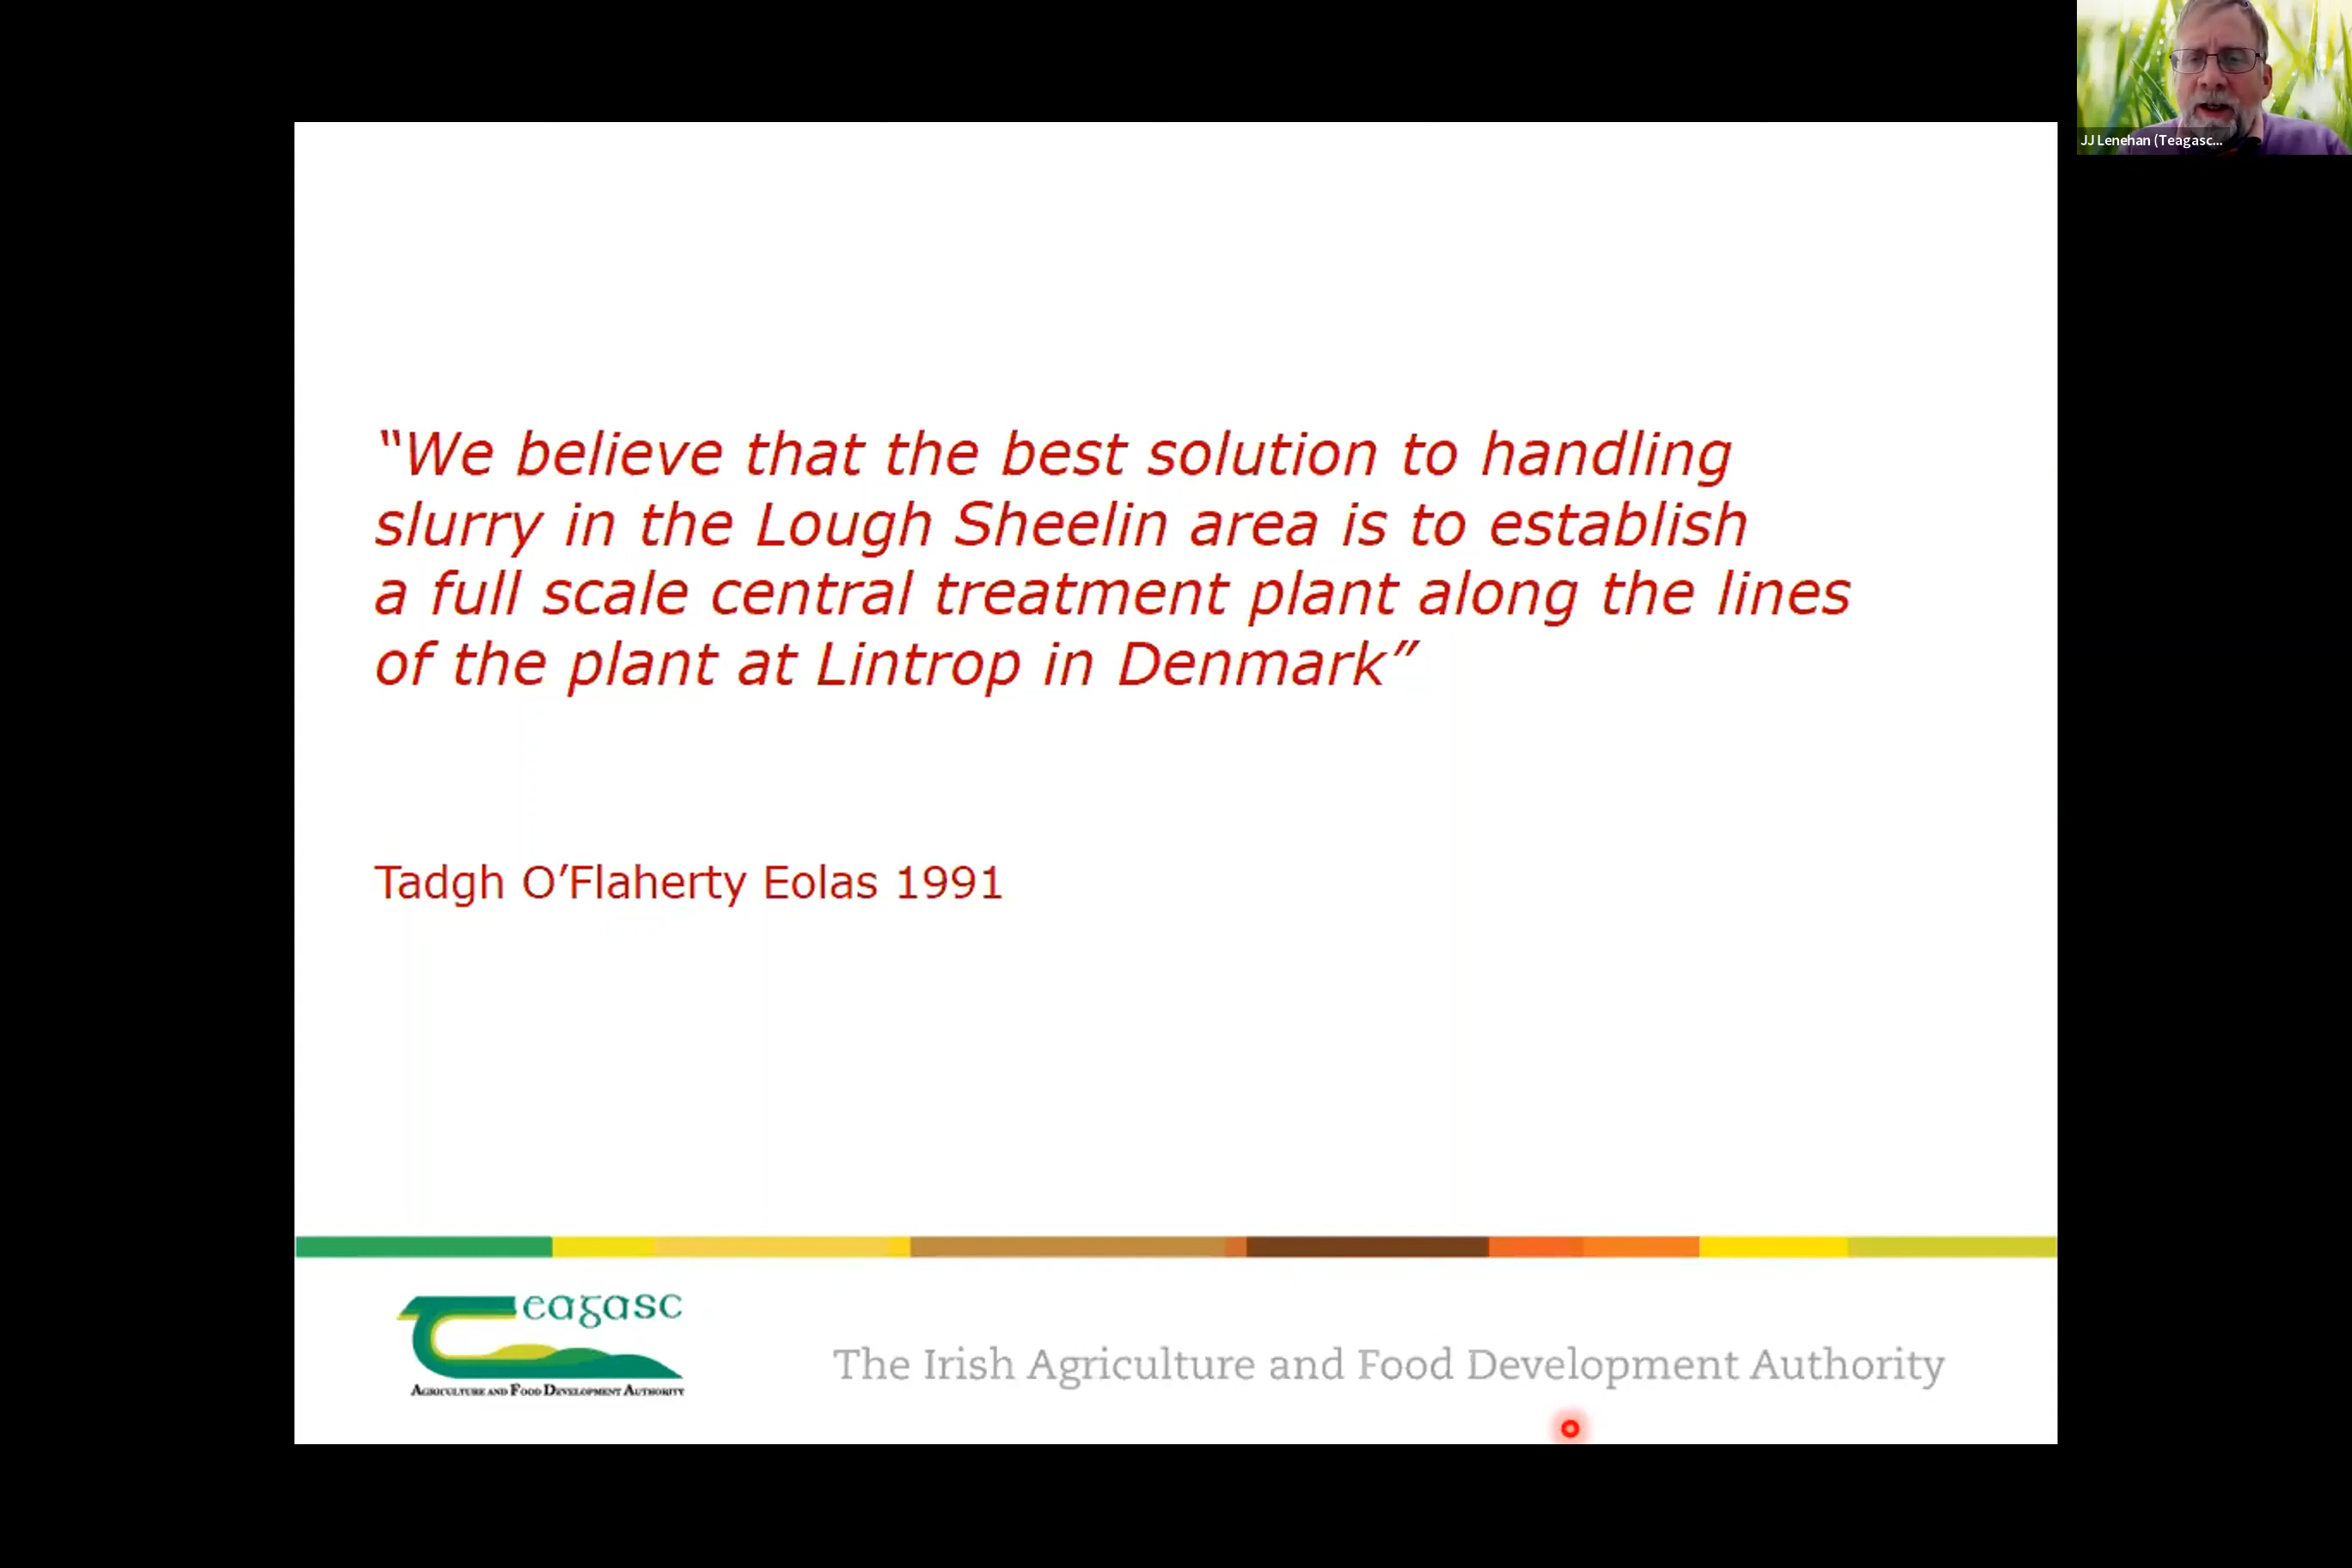 JJ Lenehan (Teagasc...
“We believe that the best solution to handling
slurry in the Lough Sheelin area is to establish
a full scale central treatment plant along the lines
of the plant at Lintrop in Denmark”
Tadgh O’Flaherty Eolas 1991
Teagasc
AGRICULTURE AND FOOD DEVELOPMENT AUTHORITY
The Irish Agriculture and Food Development Authority